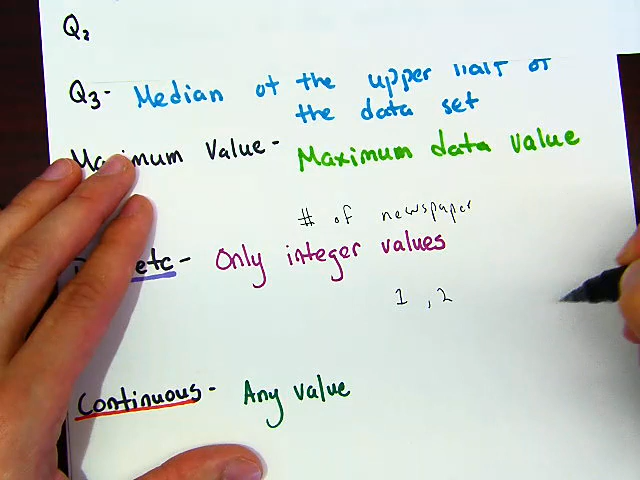 Q2
Q3- Median of the upper half of
the data set
Value- Maximum data value
# of newspaper
etc- Only integer values
1, 2
Continuous- Any value